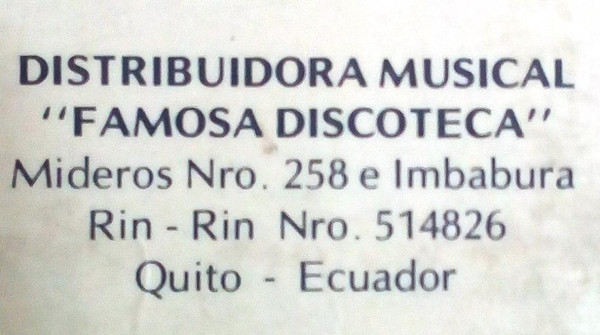 DISTRIBUIDORA MUSICAL
"FAMOSA DISCOTECA"
Mideros Nro. 258 e Imbabura
Rin - Rin Nro. 514826
Quito - Ecuador